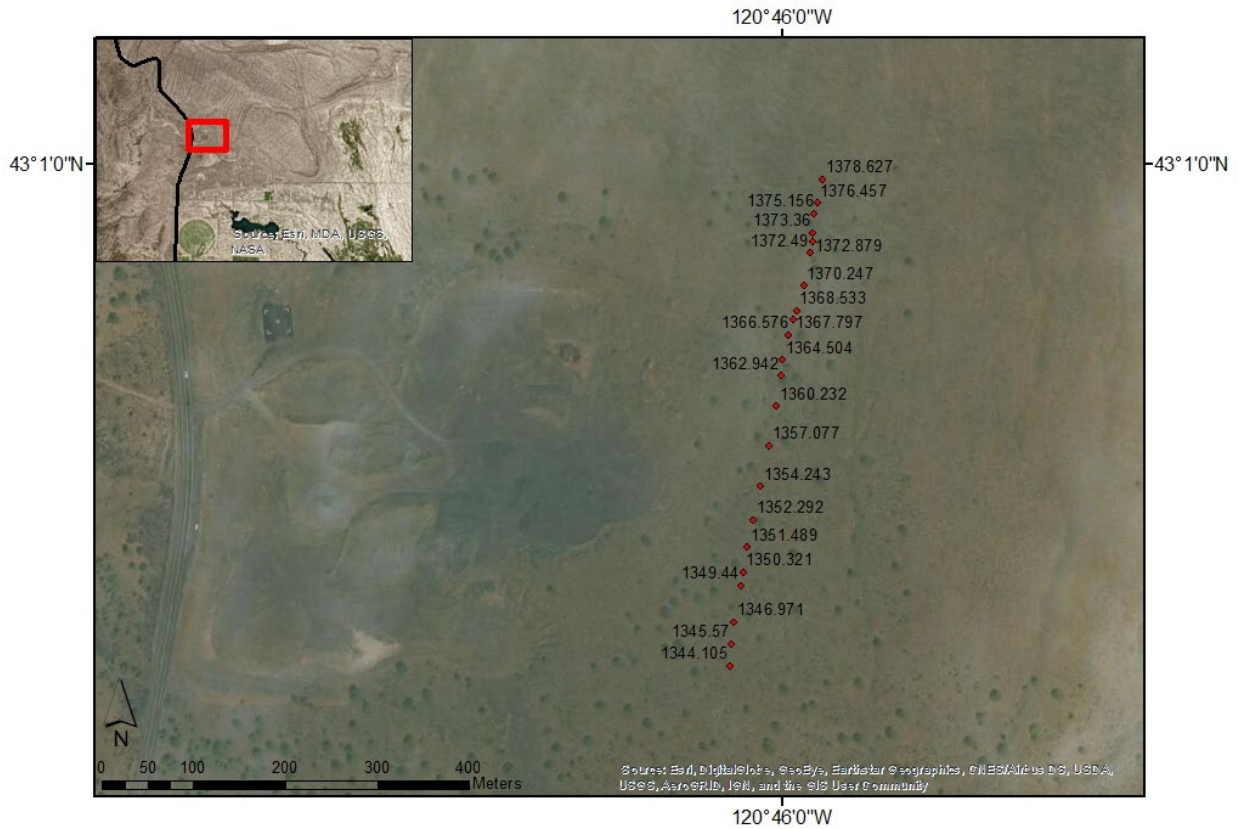 120°46'0"W
Source: Esri, MDA, USGS,
NASA
43°1'0"N
43°1'0"N
1378.627
1376.457
1375.156
1373.36
1372.49
1372.879
1370.247
1368.533
1366.576
1367.797
1364.504
1362.942
1360.232
1357.077
1354.243
1352.292
1351.489
1350.321
1349.44
1346.971
1345.57
1344.105
N
0 50 100 200 300 400
Meters
Source: Esri, DigitalGlobe, GeoEye, Earthstar Geographics, CNES/Airbus DS, USDA,
USGS, AeroGRID, IGN, and the GIS User Community
120°46'0"W